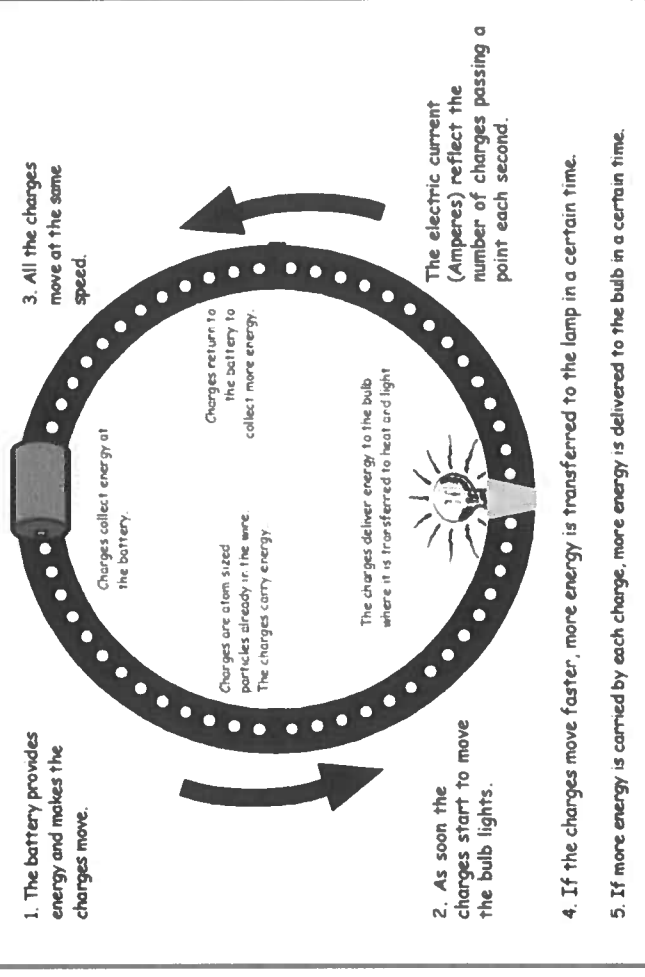 1. The battery provides
energy and makes the
charges move.
3. All the charges
move at the same
speed.
Charges collect energy at
the battery.
Charges are atom sized
particles already in the wire.
The charges carry energy.
Charges return to
the battery to
collect more energy.
The charges deliver energy to the bulb
where it is transferred to heat and light
2. As soon the
charges start to move
the bulb lights.
The electric current
(Amperes) reflect the
number of charges passing a
point each second.
4. If the charges move faster, more energy is transferred to the lamp in a certain time.
5. If more energy is carried by each charge, more energy is delivered to the bulb in a certain time.